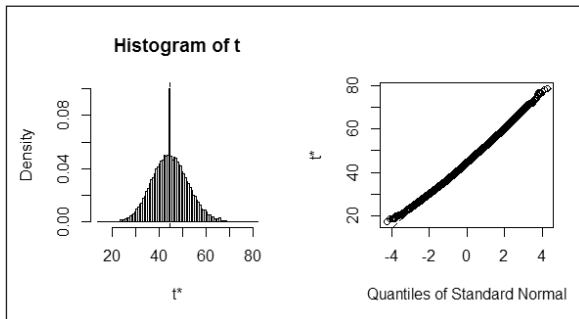 Histogram of t
Density
0.00 0.04 0.08
20 40 60 80
t*
t*
20 40 60 80
-4 -2 0 2 4
Quantiles of Standard Normal